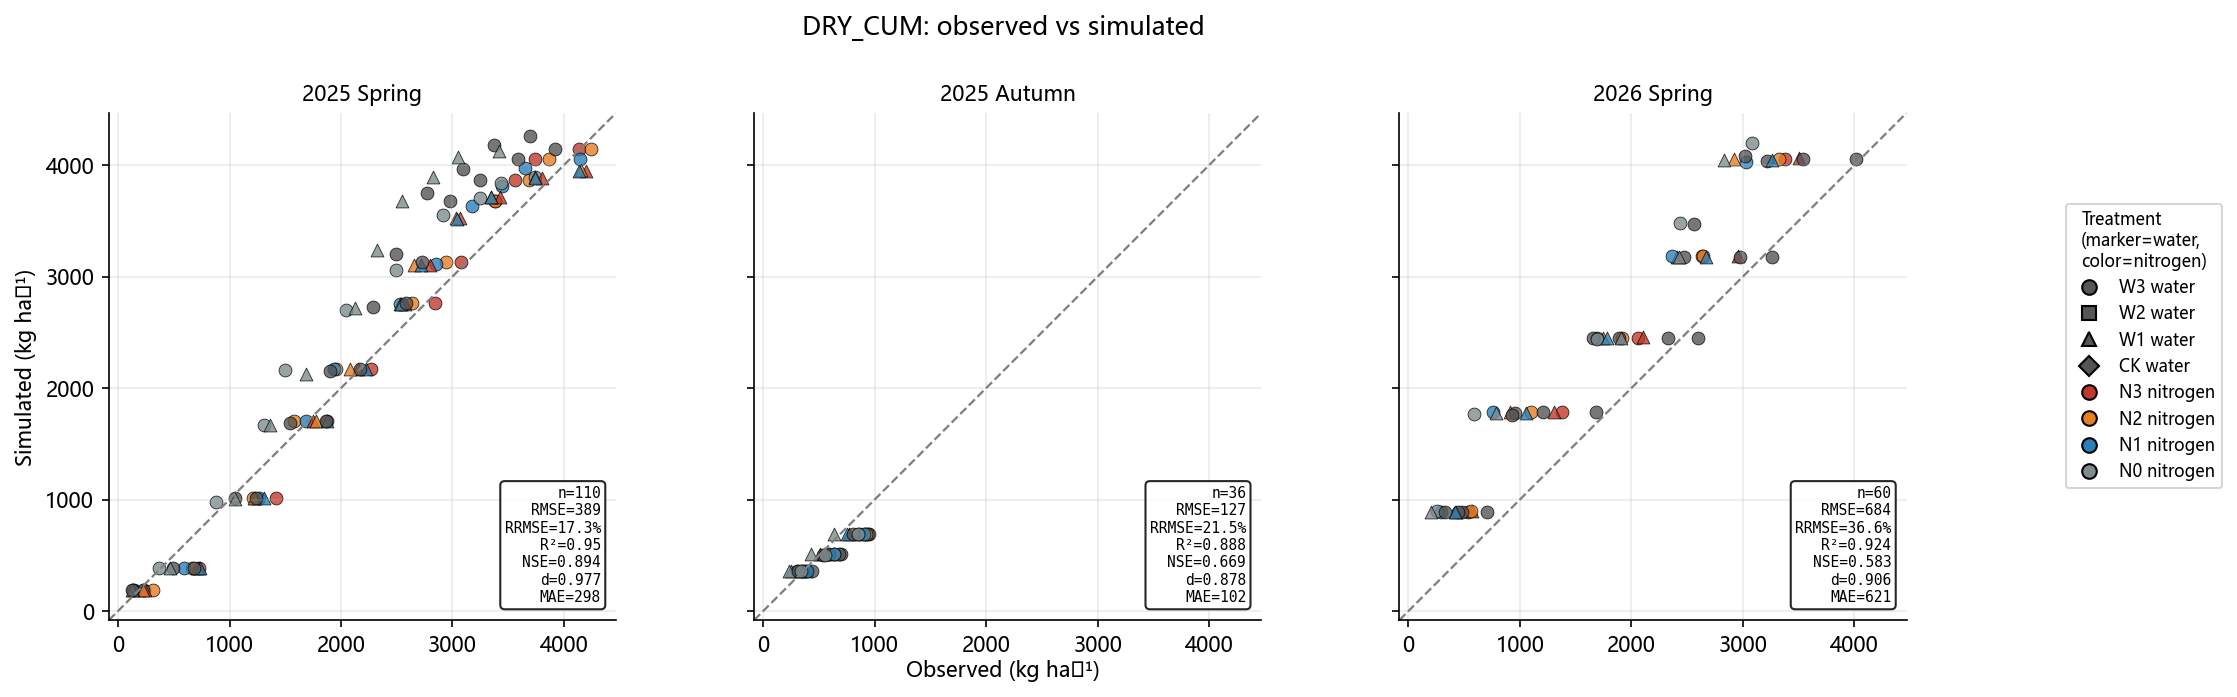 DRY_CUM: observed vs simulated
2025 Spring
2025 Autumn
2026 Spring
Simulated (kg ha□¹)
4000
3000
2000
1000
0
n=110
RMSE=389
RRMSE=17.3%
R²=0.95
NSE=0.894
d=0.977
MAE=298
n=36
RMSE=127
RRMSE=21.5%
R²=0.888
NSE=0.669
d=0.878
MAE=102
n=60
RMSE=684
RRMSE=36.6%
R²=0.924
NSE=0.583
d=0.906
MAE=621
0 1000 2000 3000 4000
0 1000 2000 3000 4000
0 1000 2000 3000 4000
Observed (kg ha□¹)
Treatment
(marker=water,
color=nitrogen)
W3 water
W2 water
W1 water
CK water
N3 nitrogen
N2 nitrogen
N1 nitrogen
N0 nitrogen